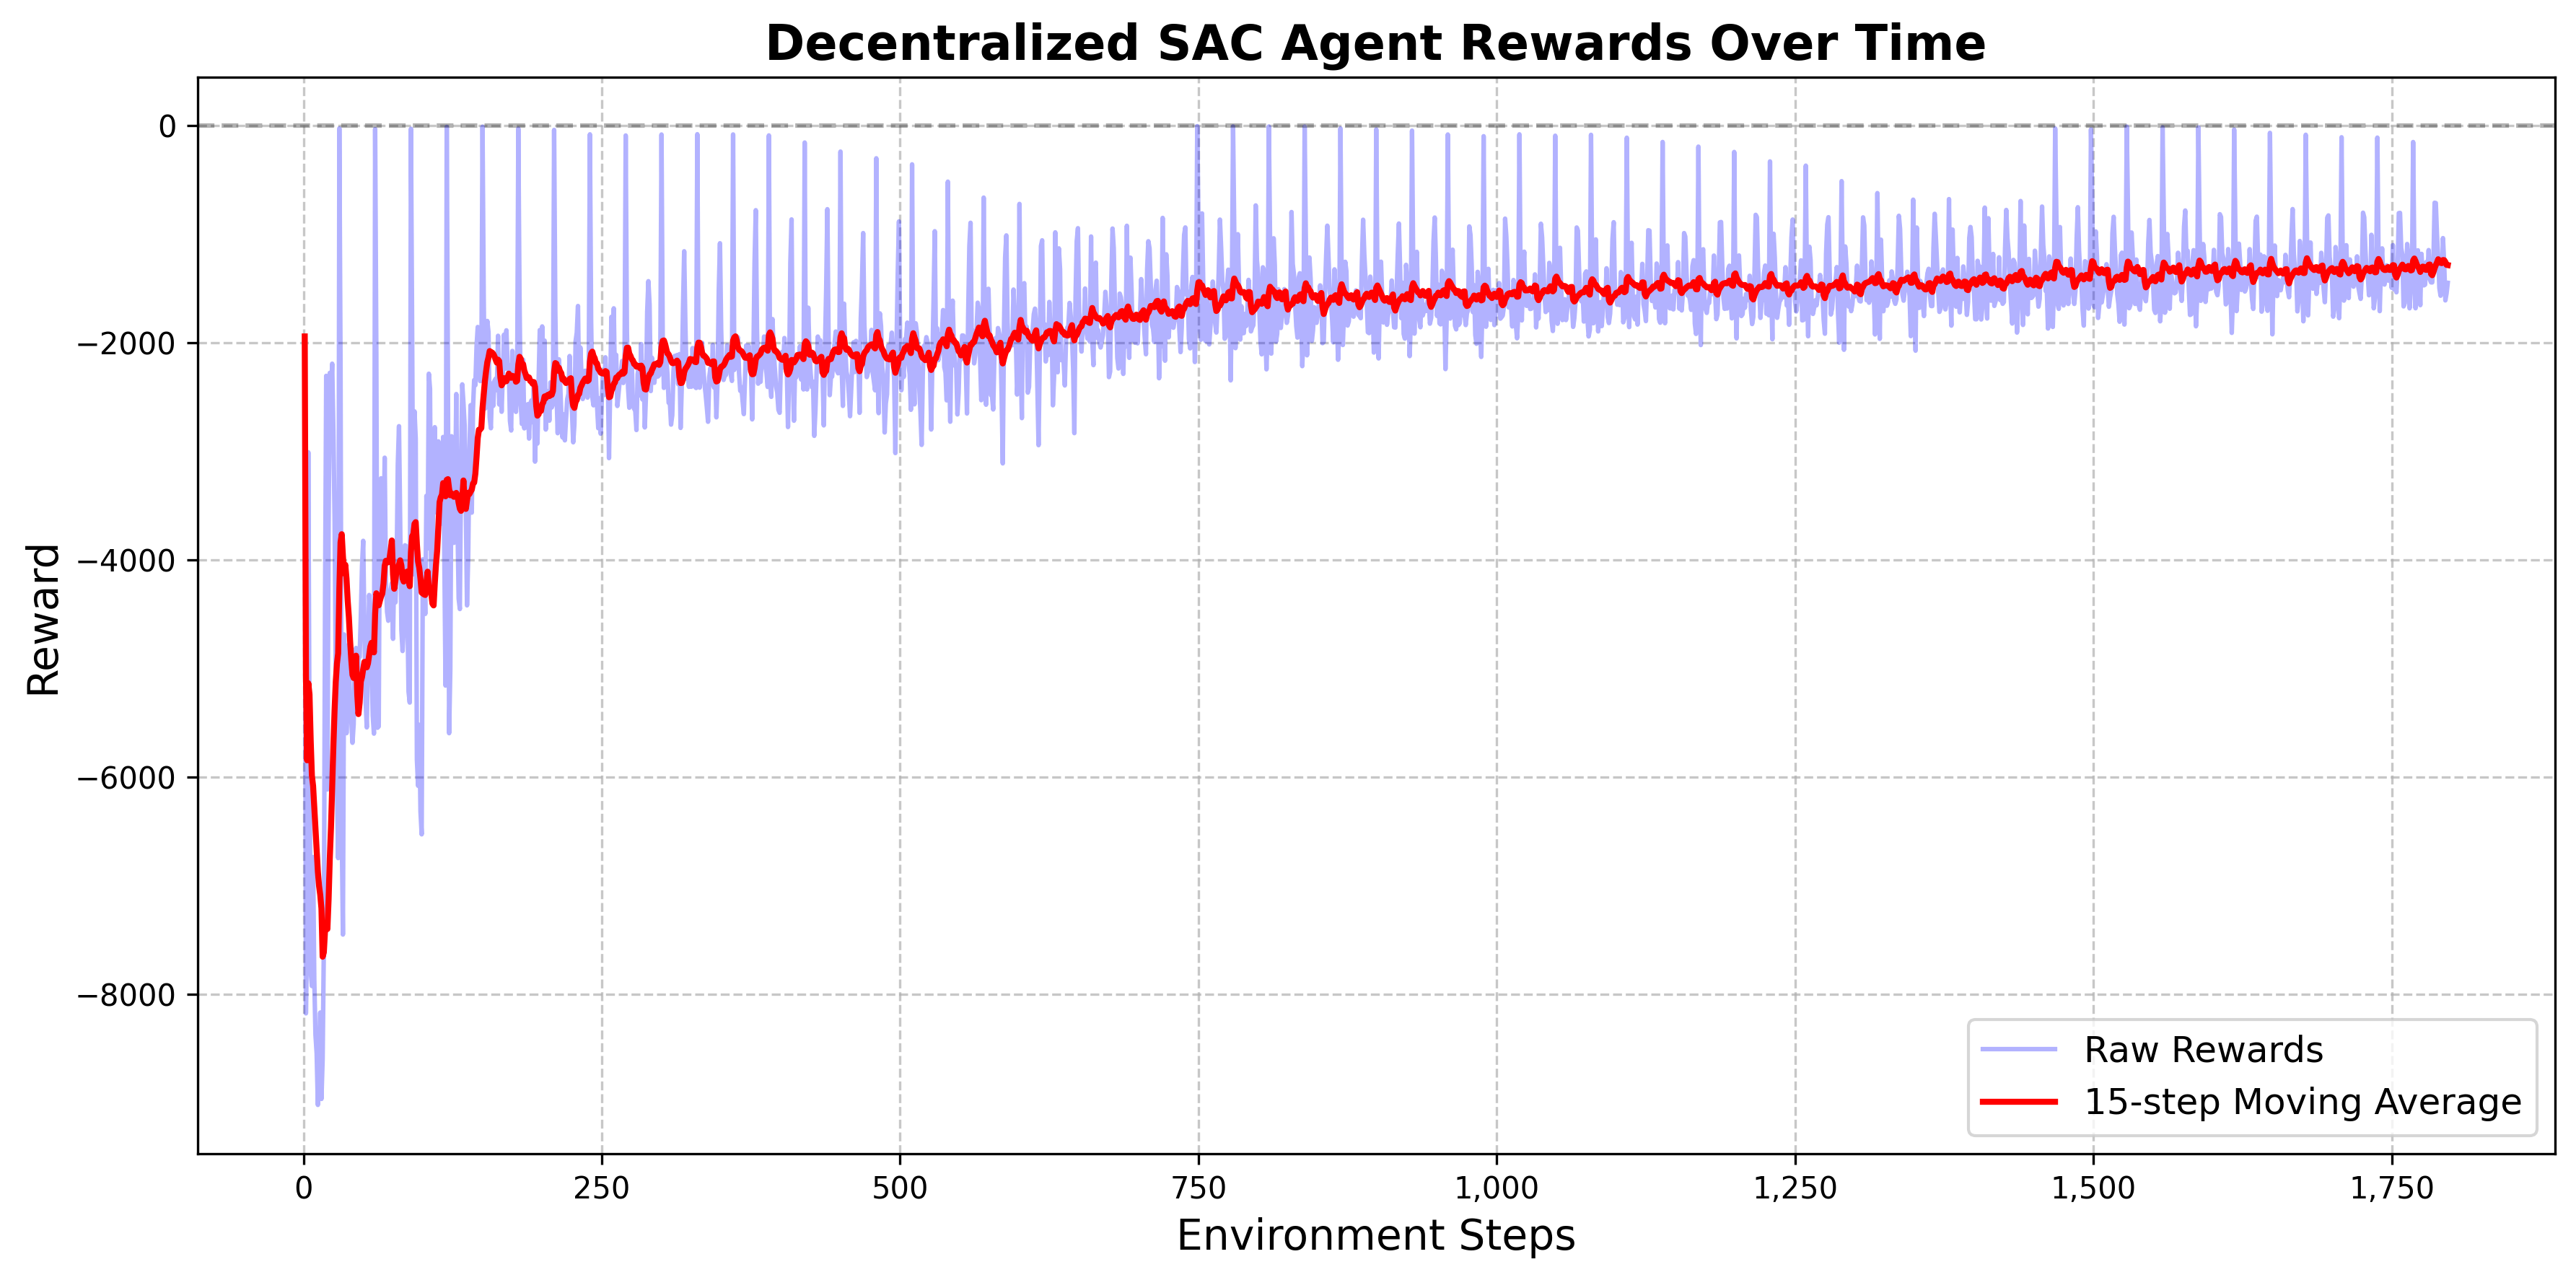 Decentralized SAC Agent Rewards Over Time
Reward
0
−2000
−4000
−6000
−8000
0
250
500
750
1,000
1,250
1,500
1,750
Environment Steps
Raw Rewards
15-step Moving Average